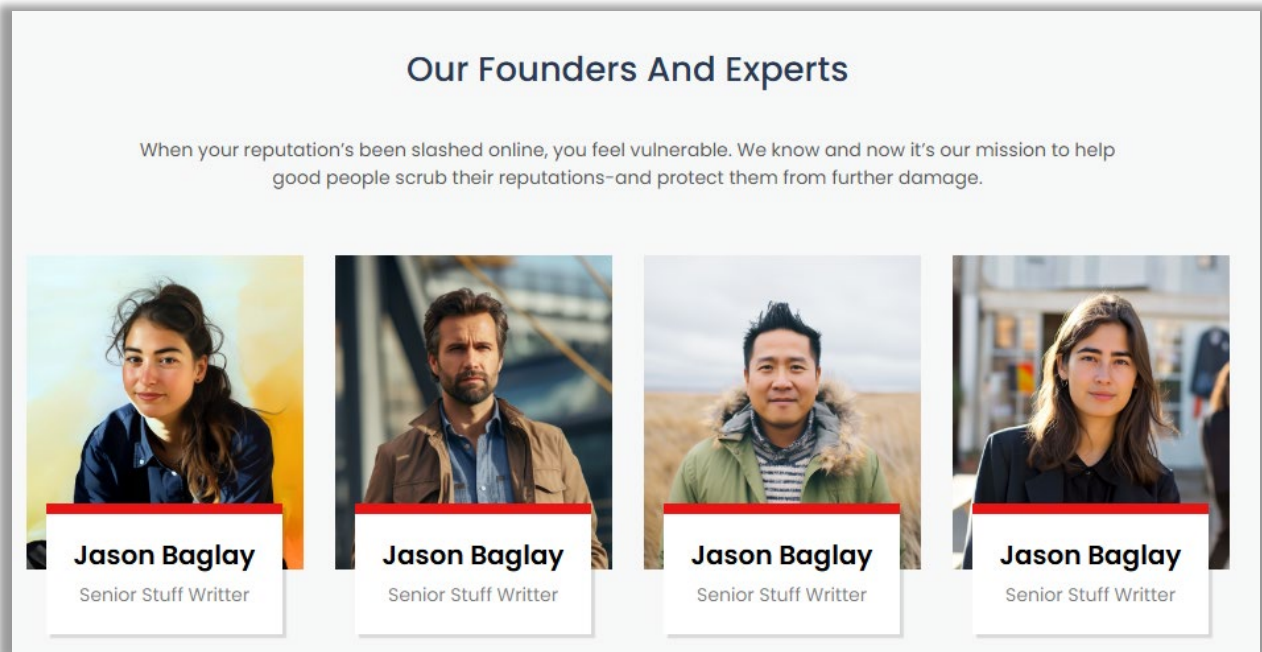 Our Founders And Experts
When your reputation’s been slashed online, you feel vulnerable. We know and now it’s our mission to help
good people scrub their reputations-and protect them from further damage.
Jason Baglay
Senior Stuff Writter
Jason Baglay
Senior Stuff Writter
Jason Baglay
Senior Stuff Writter
Jason Baglay
Senior Stuff Writter